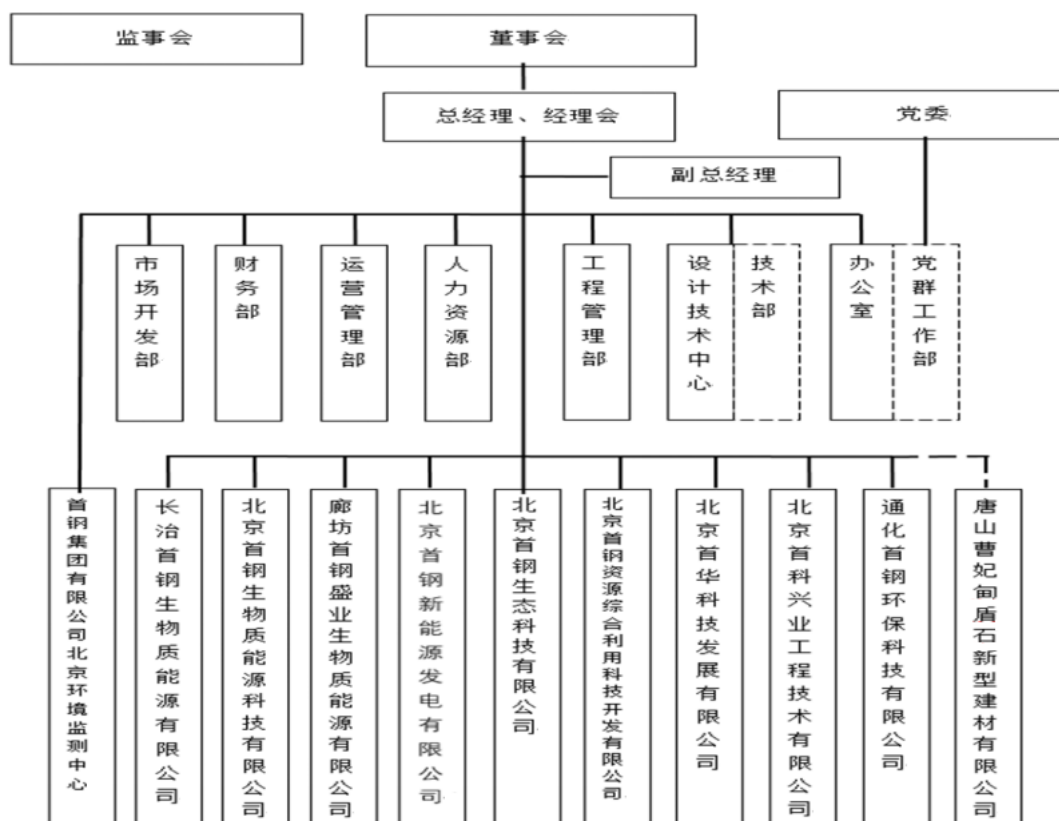 监事会
董事会
总经理、经理会
党委
副总经理
市场开发部
财务部
运营管理部
人力资源部
工程管理部
设计技术中心
技术部
办公室
党群工作部
首钢集团有限公司北京环境监测中心
长治首钢生物质能源有限公司
北京首钢生物质能源科技有限公司
廊坊首钢盛业生物质能源有限公司
北京首钢新能源发电有限公司
北京首钢生态科技有限公司
北京首钢资源综合利用科技开发有限公司
北京首华科技发展有限公司
北京首科兴业工程技术有限公司
通化首钢环保科技有限公司
唐山曹妃甸盾石新型建材有限公司